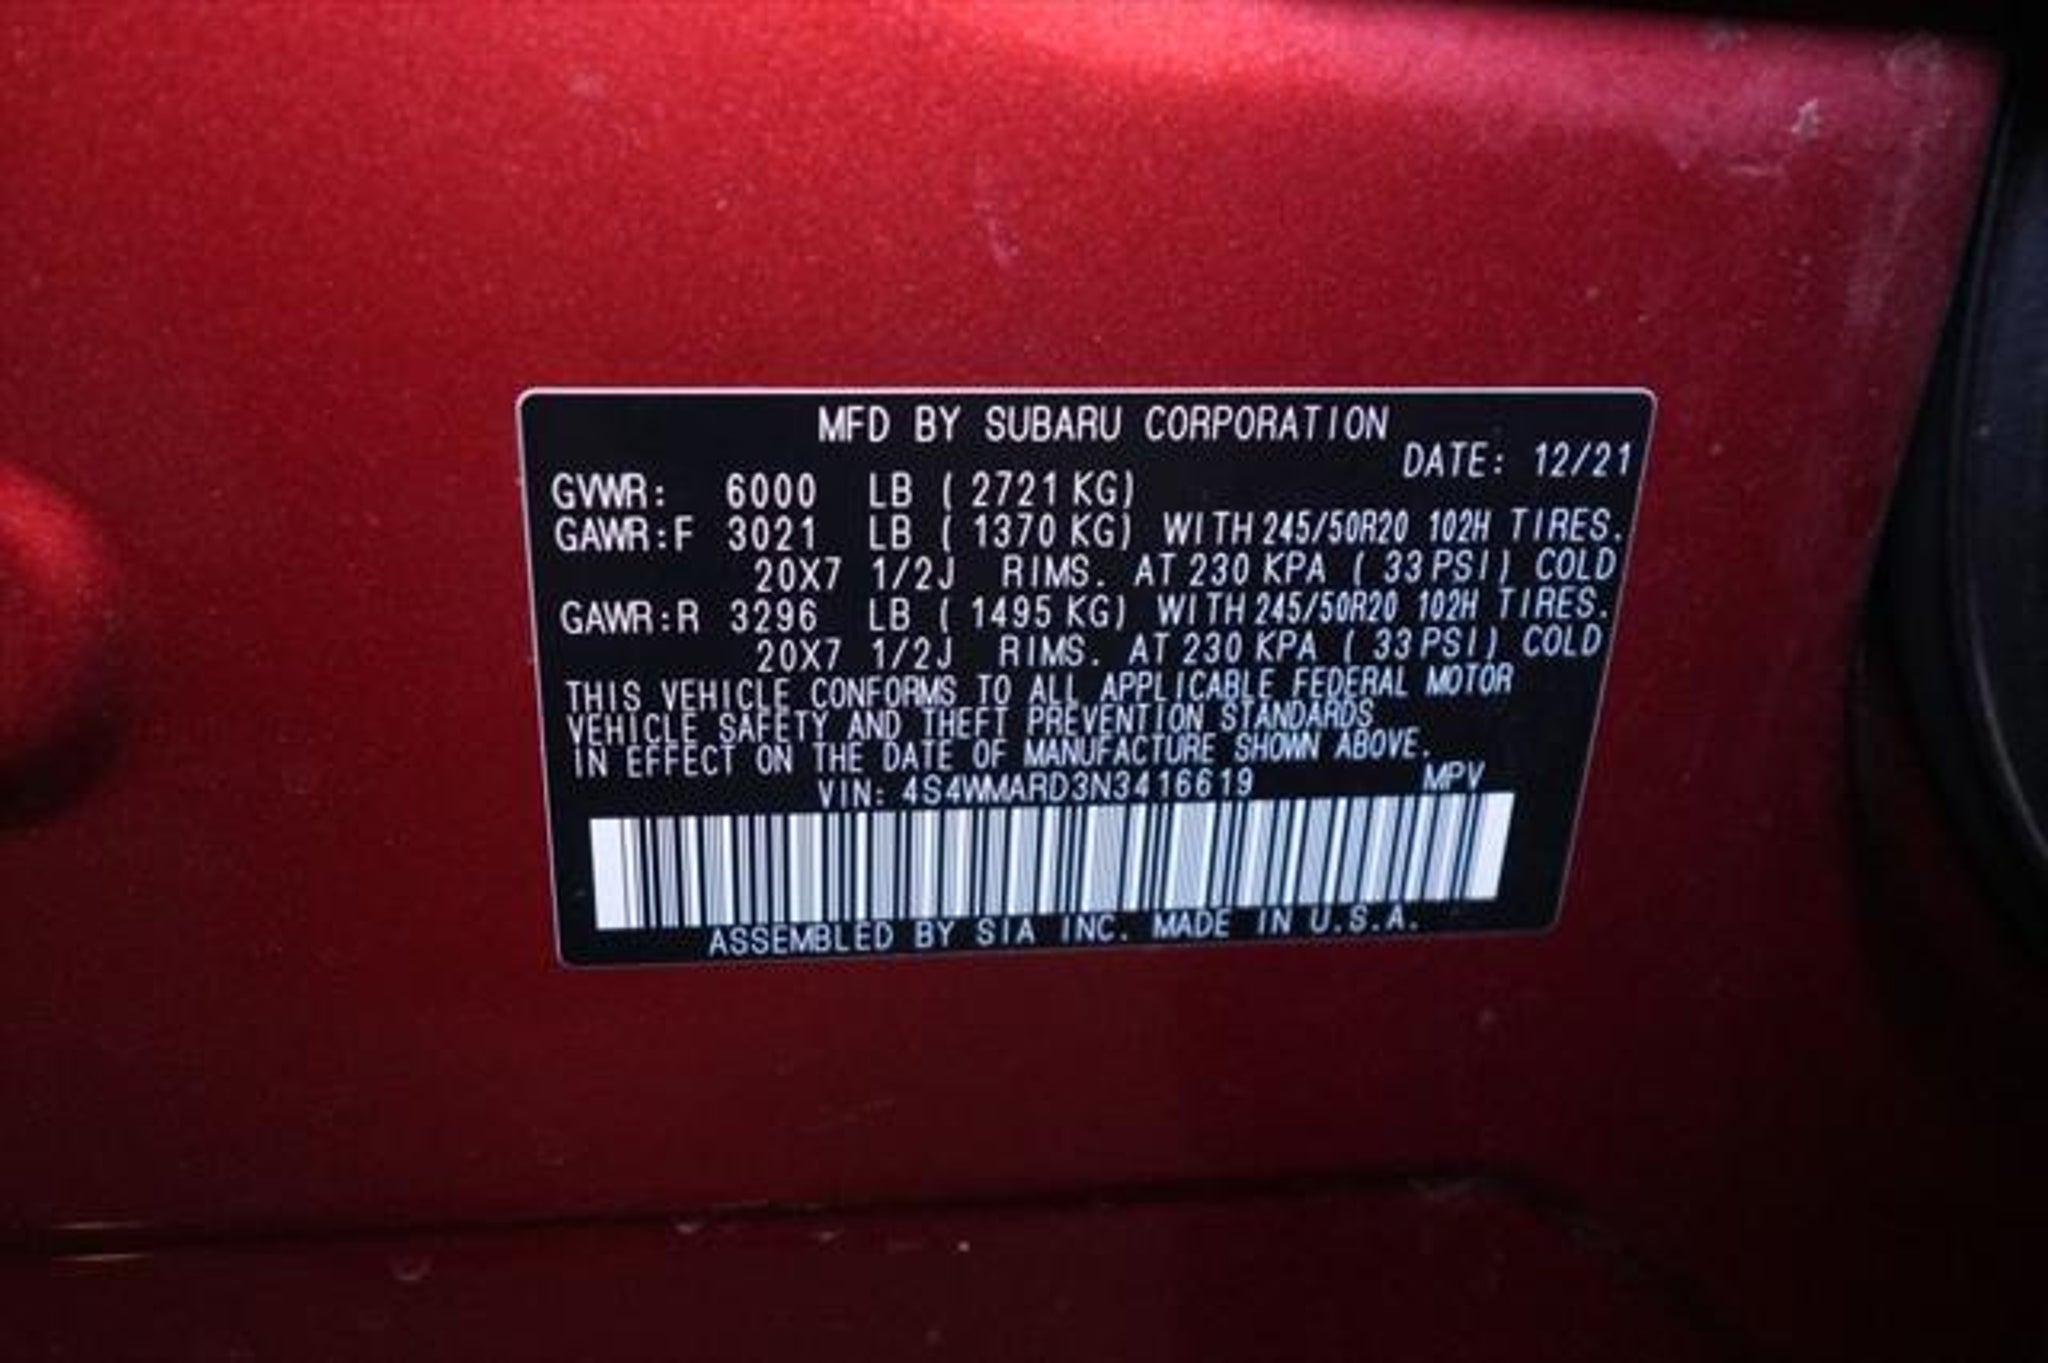 MFD BY SUBARU CORPORATION
DATE: 12/21
GVWR: 6000 LB ( 2721 KG)
GAWR:F 3021 LB ( 1370 KG) WITH 245/50R20 102H TIRES.
20X7 1/2J RIMS. AT 230 KPA ( 33 PSI) COLD
GAWR:R 3296 LB ( 1495 KG) WITH 245/50R20 102H TIRES.
20X7 1/2J RIMS. AT 230 KPA ( 33 PSI) COLD
THIS VEHICLE CONFORMS TO ALL APPLICABLE FEDERAL MOTOR
VEHICLE SAFETY AND THEFT PREVENTION STANDARDS
IN EFFECT ON THE DATE OF MANUFACTURE SHOWN ABOVE.
VIN: 4S4WMARD3N3416619 MPV
ASSEMBLED BY SIA INC. MADE IN U.S.A.